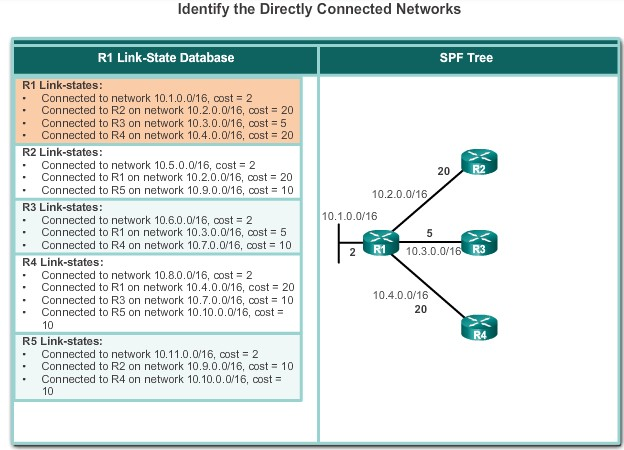 Identify the Directly Connected Networks
R1 Link-State Database
SPF Tree
R1 Link-states:
• Connected to network 10.1.0.0/16, cost = 2
• Connected to R2 on network 10.2.0.0/16, cost = 20
• Connected to R3 on network 10.3.0.0/16, cost = 5
• Connected to R4 on network 10.4.0.0/16, cost = 20
R2 Link-states:
• Connected to network 10.5.0.0/16, cost = 2
• Connected to R1 on network 10.2.0.0/16, cost = 20
• Connected to R5 on network 10.9.0.0/16, cost = 10
R3 Link-states:
• Connected to network 10.6.0.0/16, cost = 2
• Connected to R1 on network 10.3.0.0/16, cost = 5
• Connected to R4 on network 10.7.0.0/16, cost = 10
R4 Link-states:
• Connected to network 10.8.0.0/16, cost = 2
• Connected to R1 on network 10.4.0.0/16, cost = 20
• Connected to R3 on network 10.7.0.0/16, cost = 10
• Connected to R5 on network 10.10.0.0/16, cost =
10
R5 Link-states:
• Connected to network 10.11.0.0/16, cost = 2
• Connected to R2 on network 10.9.0.0/16, cost = 10
• Connected to R4 on network 10.10.0.0/16, cost =
10
20
R2
10.2.0.0/16
10.1.0.0/16
5
2
R1
10.3.0.0/16
R3
10.4.0.0/16
20
R4